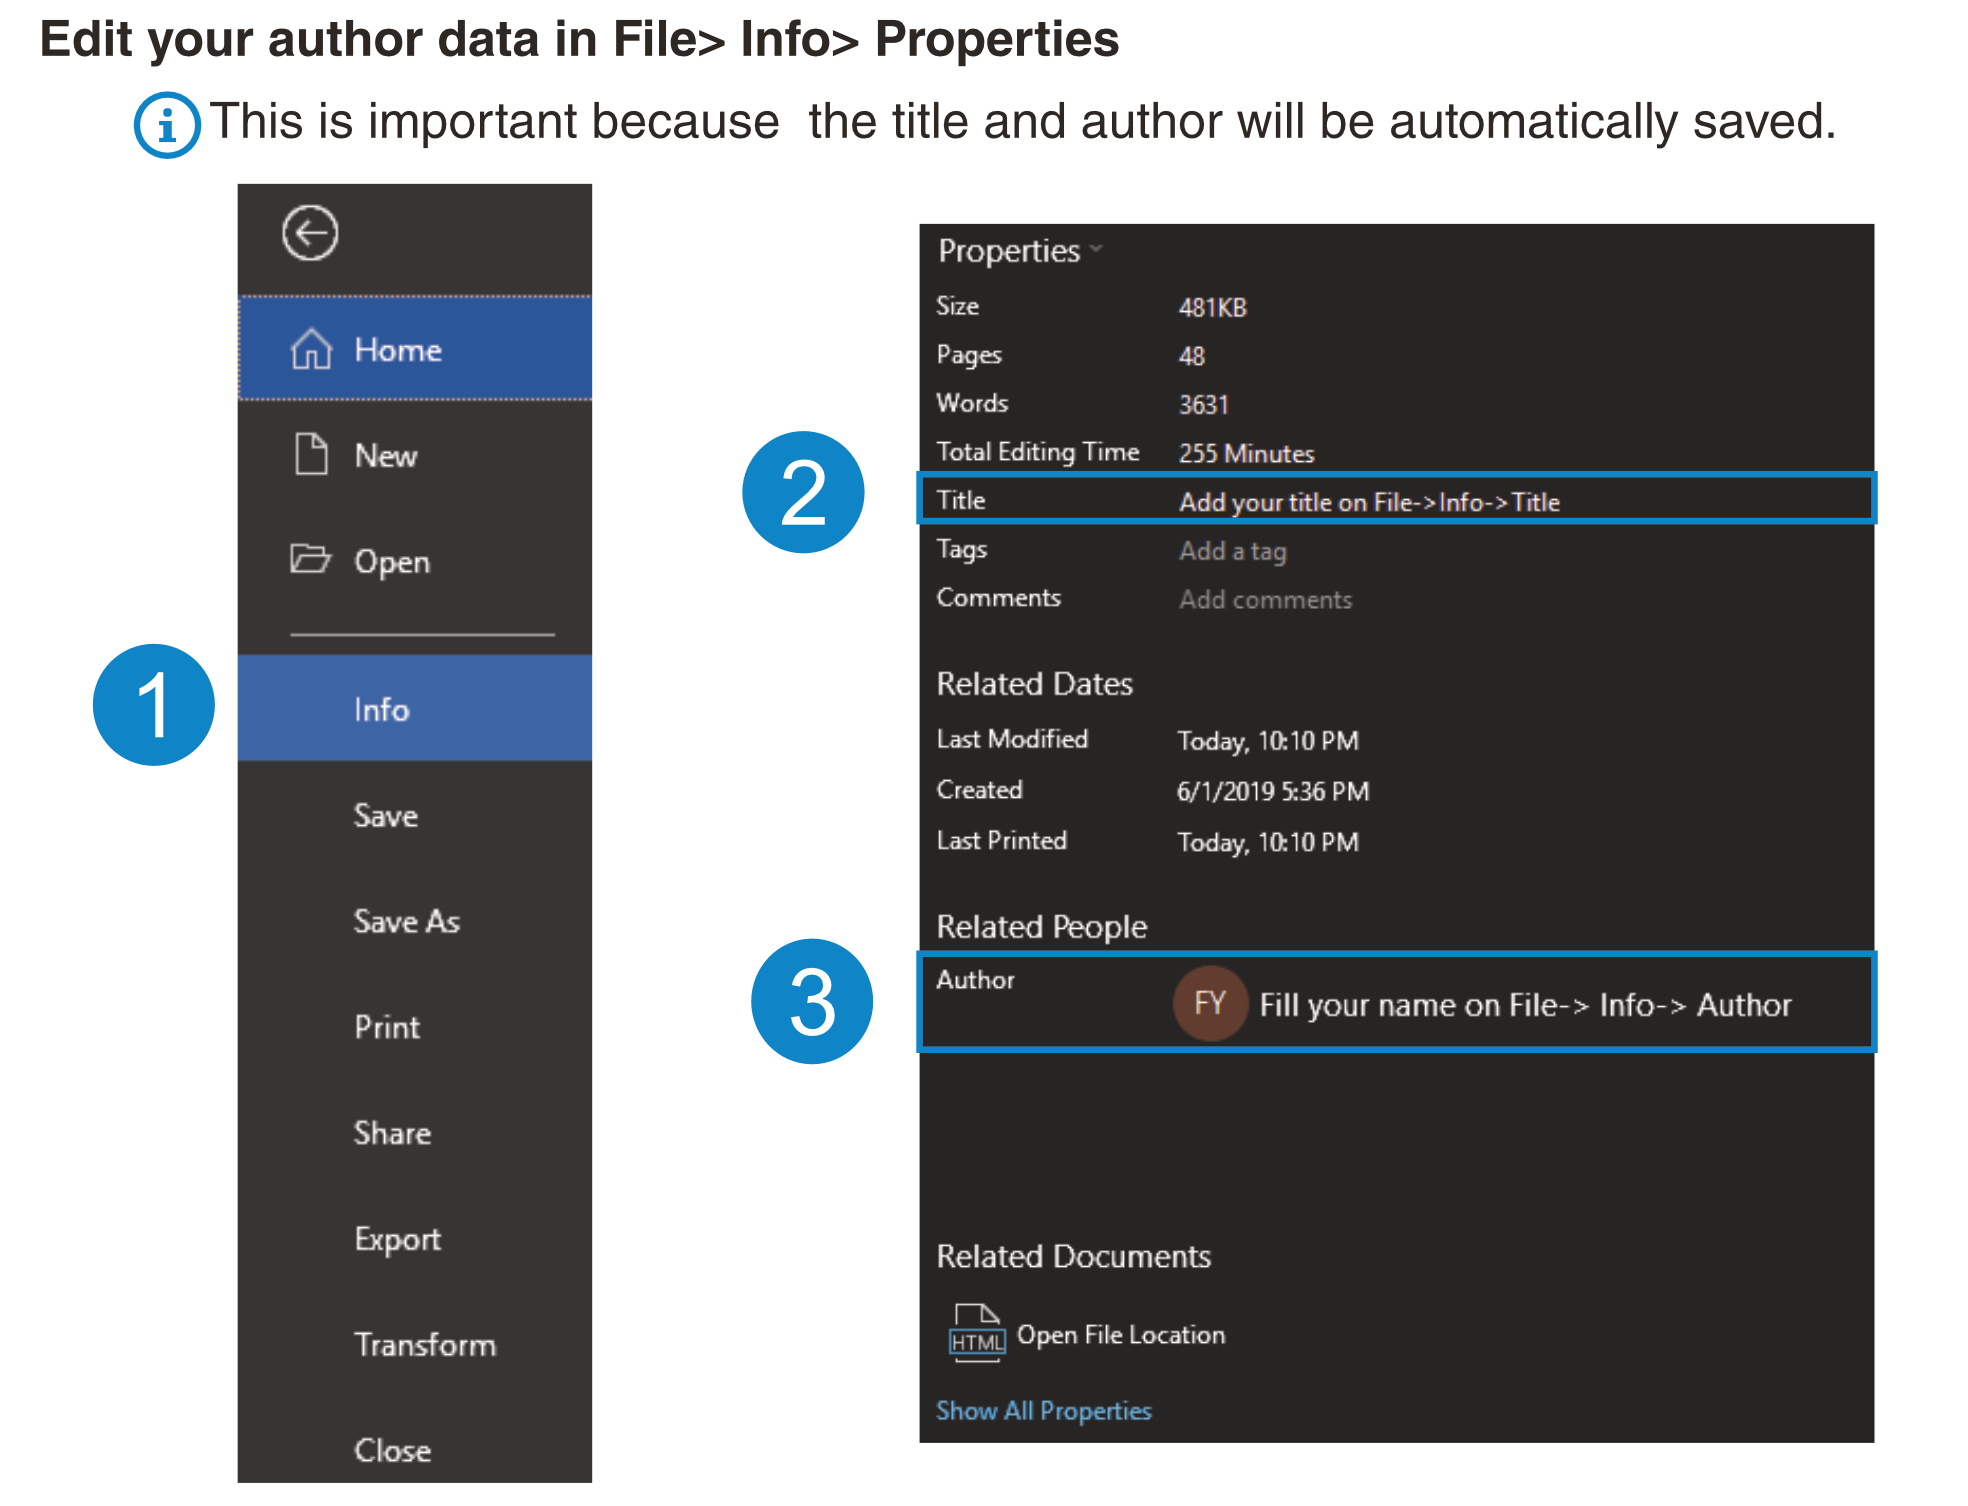 Edit your author data in File> Info> Properties
This is important because  the title and author will be automatically saved.
Home
New
Open
1
Info
Save
Save As
Print
Share
Export
Transform
Close
Properties
Size 481KB
Pages 48
Words 3631
Total Editing Time 255 Minutes
2
Title Add your title on File->Info->Title
Tags Add a tag
Comments Add comments
Related Dates
Last Modified Today, 10:10 PM
Created 6/1/2019 5:36 PM
Last Printed Today, 10:10 PM
Related People
3
Author FY Fill your name on File-> Info-> Author
Related Documents
HTML Open File Location
Show All Properties